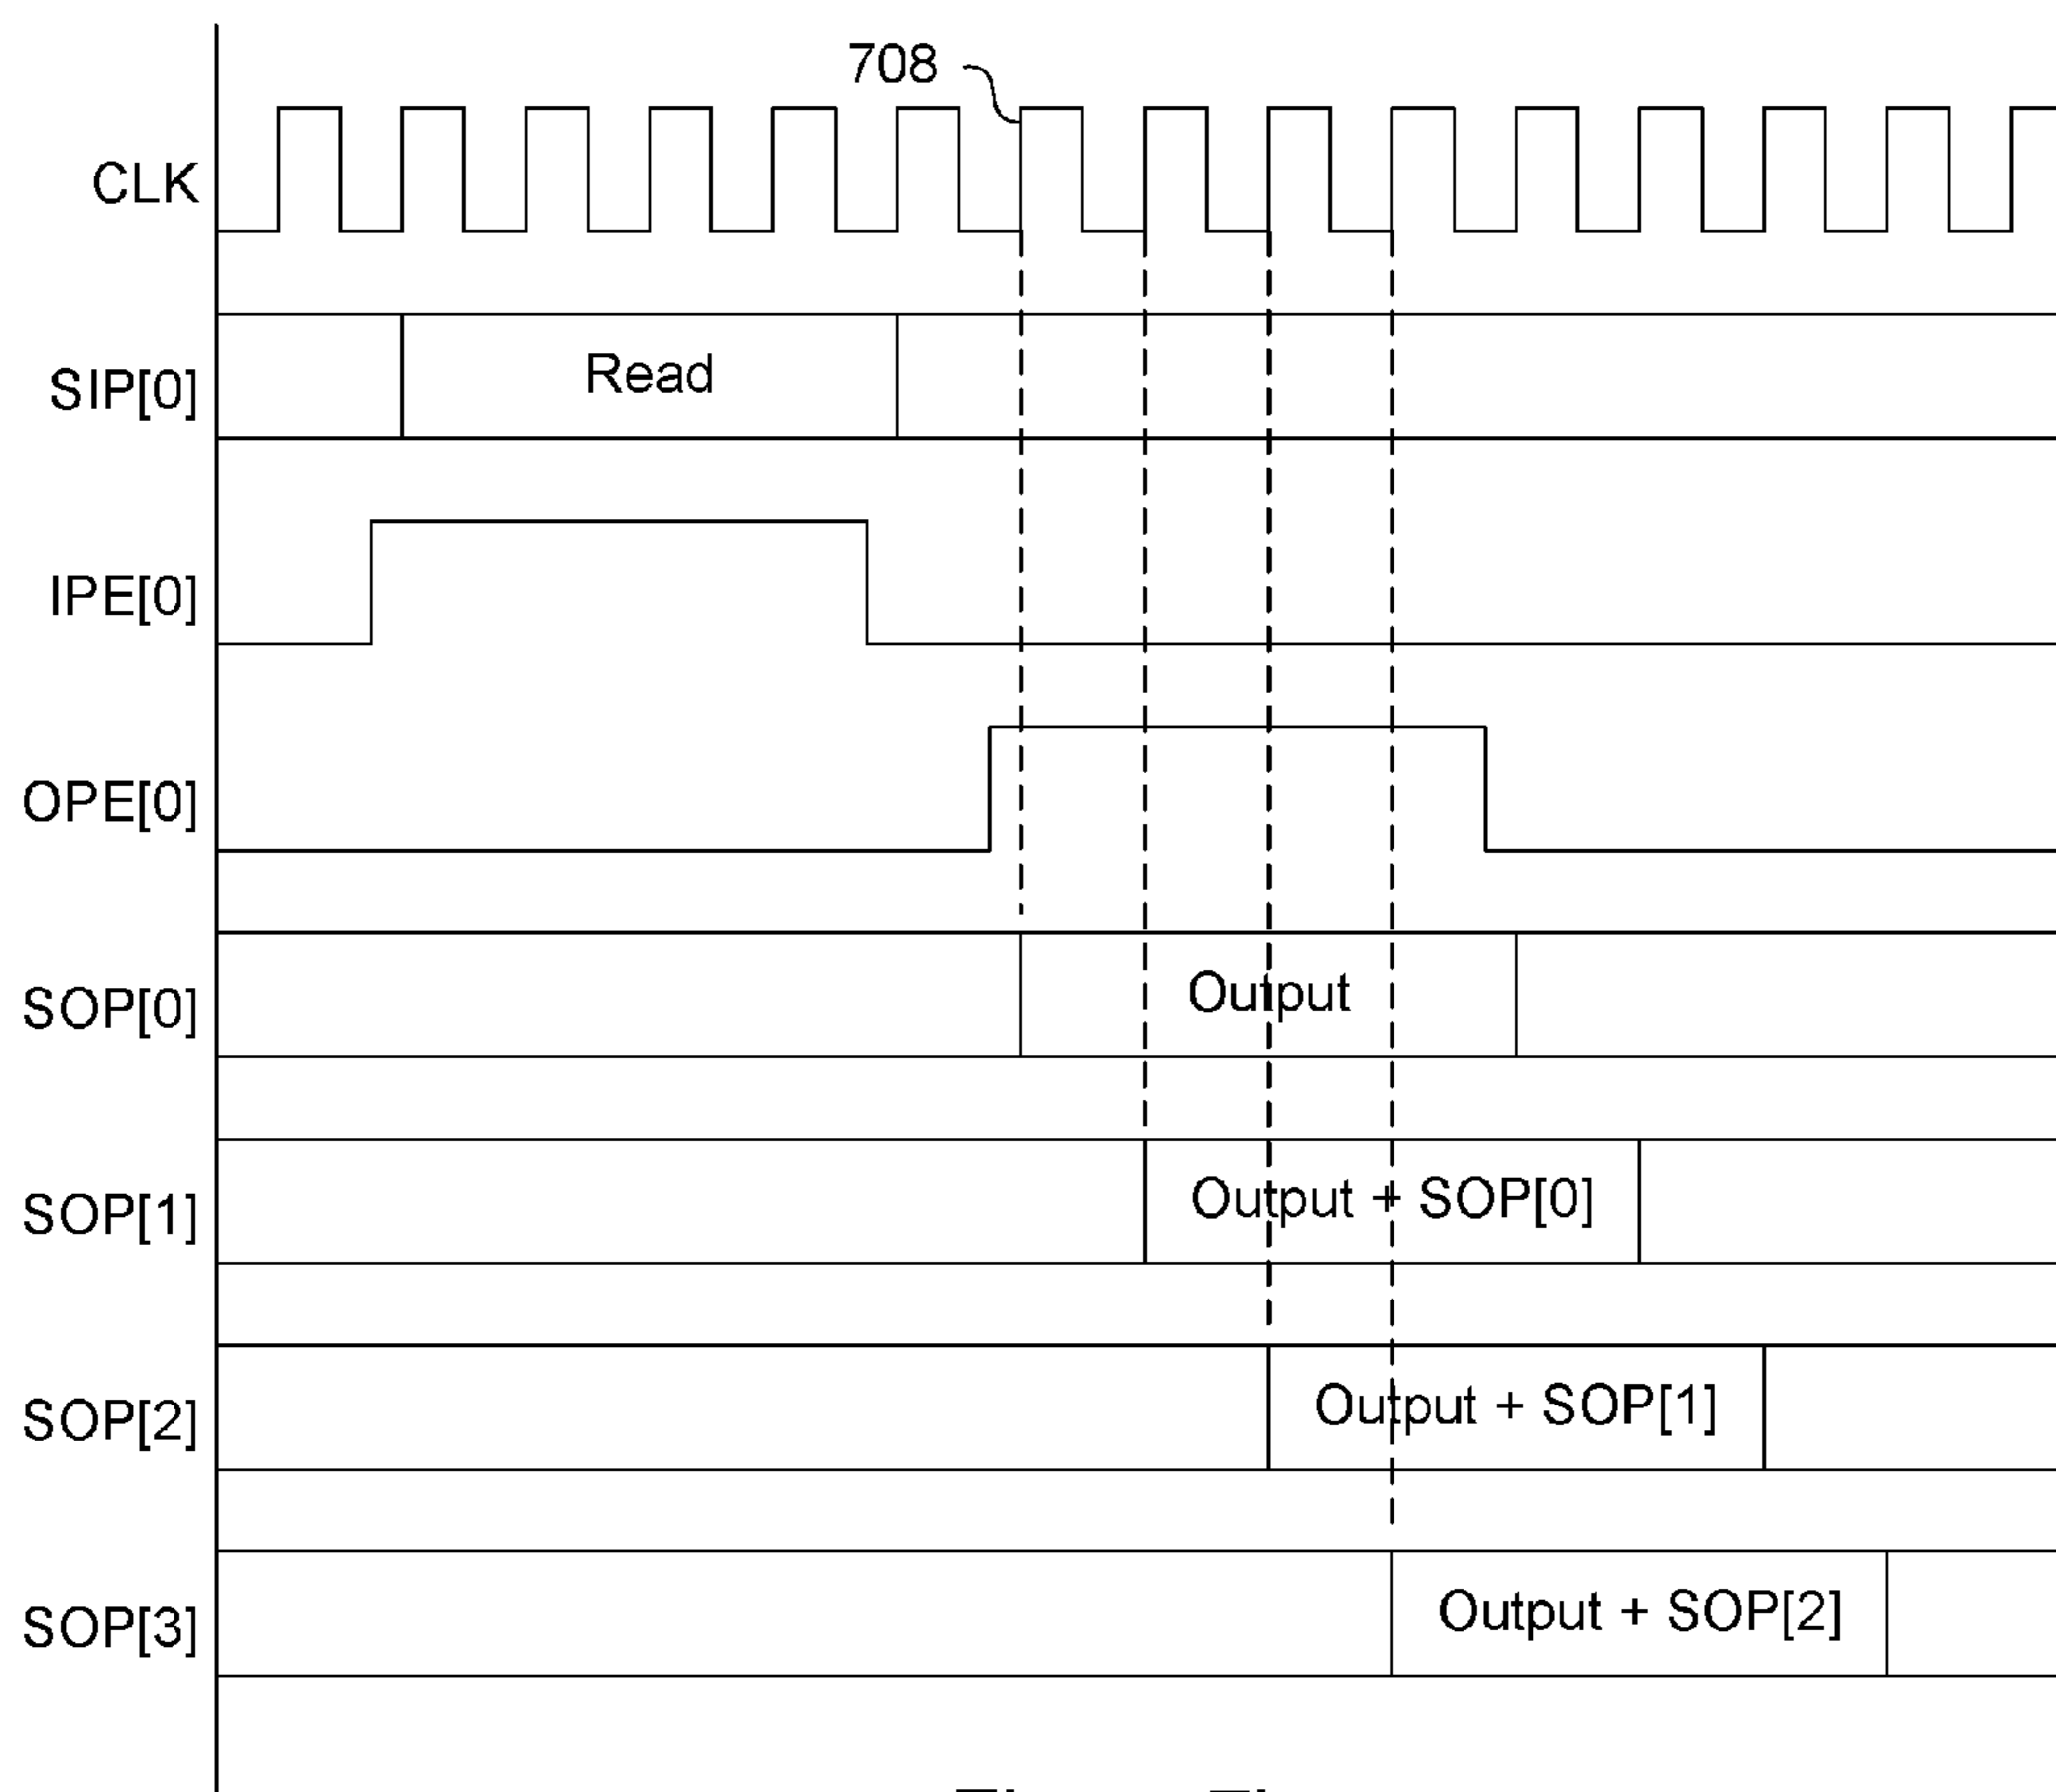 708
CLK
SIP[0]
Read
IPE[0]
OPE[0]
SOP[0]
Output
SOP[1]
Output + SOP[0]
SOP[2]
Output + SOP[1]
SOP[3]
Output + SOP[2]